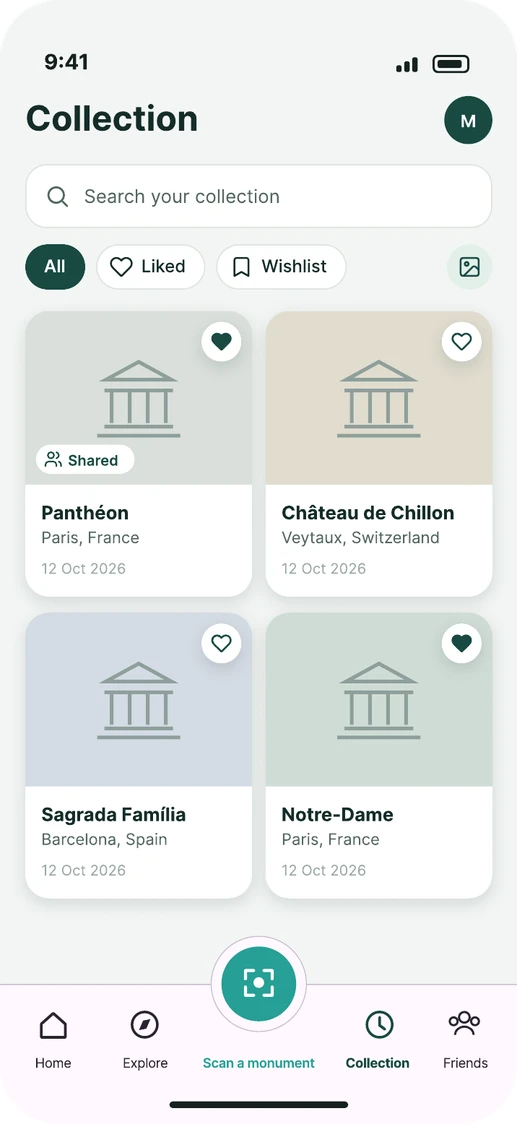 9:41
Collection
M
Search your collection
All
Liked
Wishlist
Shared
Panthéon
Paris, France
12 Oct 2026
Château de Chillon
Veytaux, Switzerland
12 Oct 2026
Sagrada Família
Barcelona, Spain
12 Oct 2026
Notre-Dame
Paris, France
12 Oct 2026
Home
Explore
Scan a monument
Collection
Friends